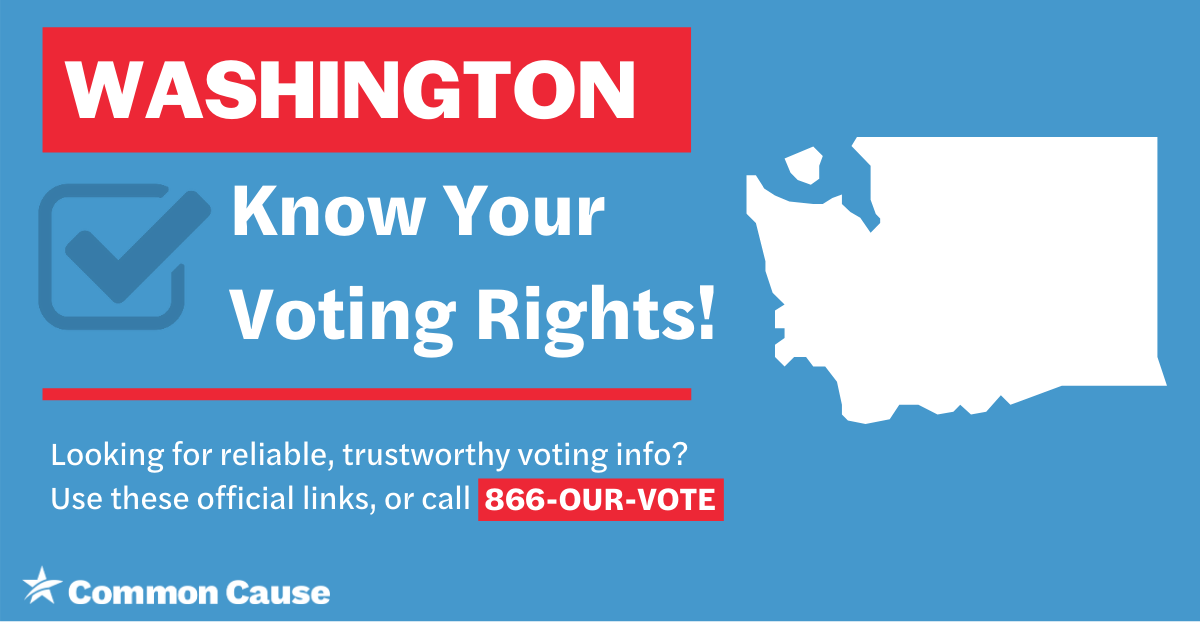 WASHINGTON
Know Your
Voting Rights!
Looking for reliable, trustworthy voting info?
Use these official links, or call 866-OUR-VOTE
Common Cause